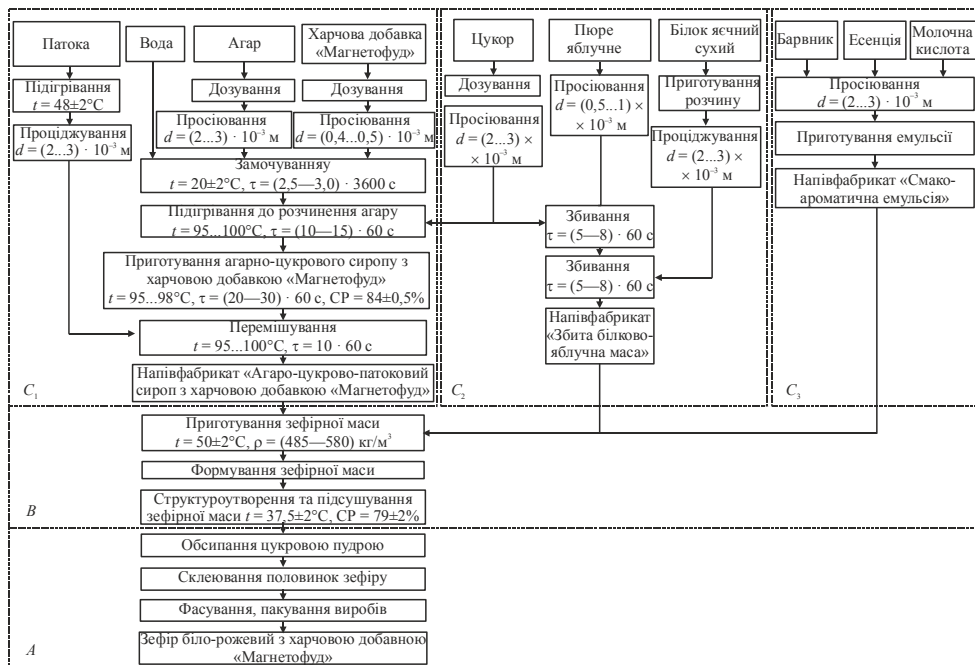 Патока
Вода
Агар
Харчова добавка
«Магнетофуд»
Підігрівання
t = 48±2°C
Проціджування
d = (2...3) · 10⁻³ м
Дозування
Просіювання
d = (2...3) · 10⁻³ м
Дозування
Просіювання
d = (0,4...0,5) · 10⁻³ м
Замочуванняу
t = 20±2°C, τ = (2,5—3,0) · 3600 с
Підігрівання до розчинення агару
t = 95...100°C, τ = (10—15) · 60 с
Приготування агарно-цукрового сиропу з
харчовою добавкою «Магнетофуд»
t = 95...98°C, τ = (20—30) · 60 с, СР = 84±0,5%
Перемішування
t = 95...100°C, τ = 10 · 60 с
Напівфабрикат «Агаро-цукрово-патоковий
сироп з харчовою добавкою «Магнетофуд»
C₁
Цукор
Пюре
яблучне
Білок яєчний
сухий
Дозування
Просіювання
d = (2...3) ×
× 10⁻³ м
Просіювання
d = (0,5...1) ×
× 10⁻³ м
Приготування
розчину
Проціджування
d = (2...3) ×
× 10⁻³ м
Збивання
τ = (5—8) · 60 с
Збивання
τ = (5—8) · 60 с
Напівфабрикат
«Збита білково-
яблучна маса»
C₂
Барвник
Есенція
Молочна
кислота
Просіювання
d = (2...3) · 10⁻³ м
Приготування емульсії
Напівфабрикат «Смако-
ароматична емульсія»
C₃
Приготування зефірної маси
t = 50±2°C, ρ = (485—580) кг/м³
Формування зефірної маси
Структуроутворення та підсушування
зефірної маси t = 37,5±2°C, СР = 79±2%
B
Обсипання цукровою пудрою
Склеювання половинок зефіру
Фасування, пакування виробів
Зефір біло-рожевий з харчовою добавною
«Магнетофуд»
A